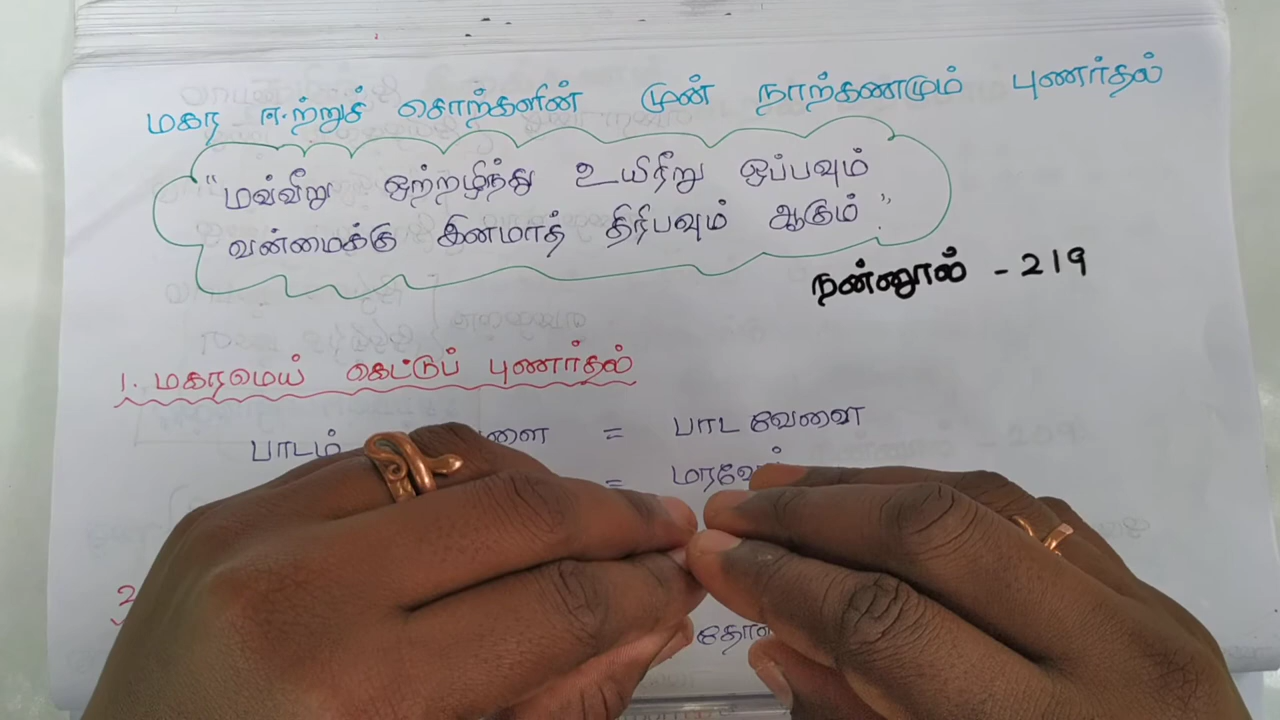 மகர ஈற்றுச் சொற்களின் முன் நாற்கணமும் புணர்தல்
"மவ்வீறு ஒற்றழிந்து உயிரீறு ஒப்பவும்
வன்மைக்கு இனமாத் திரிபவும் ஆகும்"
நன்னூல் - 219
1. மகரமெய் கெட்டுப் புணர்தல்
பாடம் = பாட வேளை
=
2